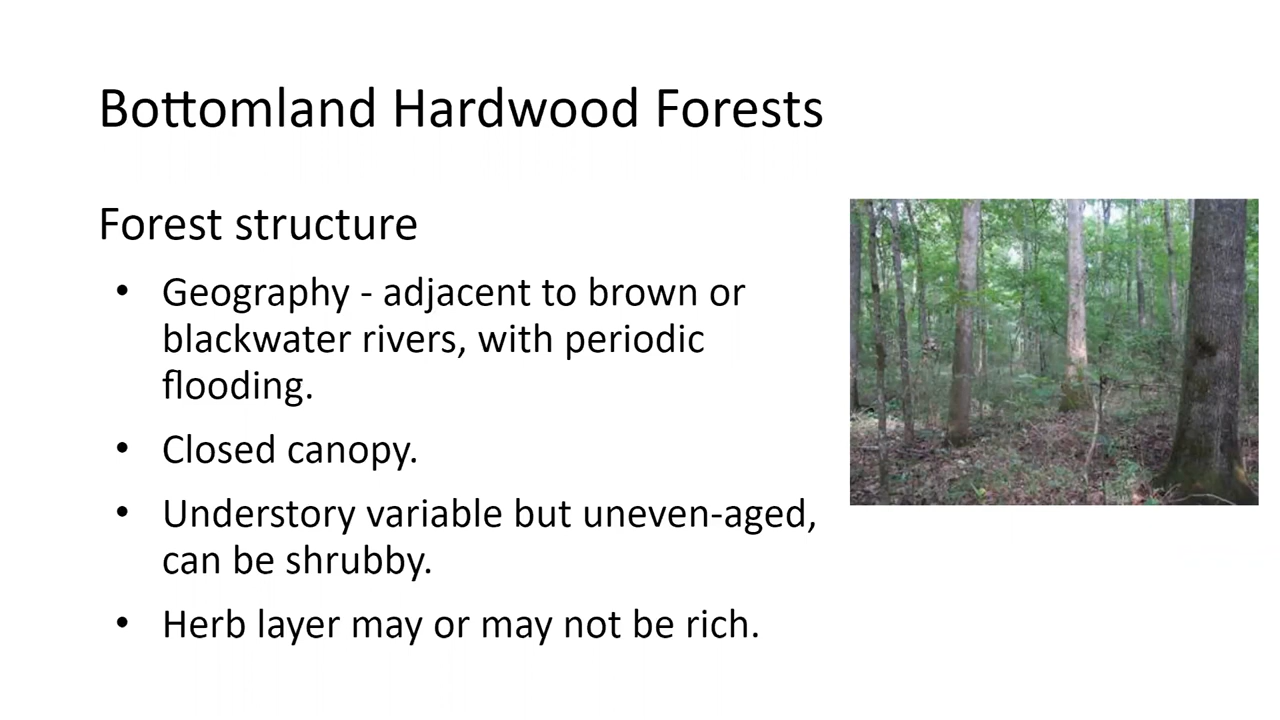 Bottomland Hardwood Forests
Forest structure
• Geography - adjacent to brown or
blackwater rivers, with periodic
flooding.
• Closed canopy.
• Understory variable but uneven-aged,
can be shrubby.
• Herb layer may or may not be rich.